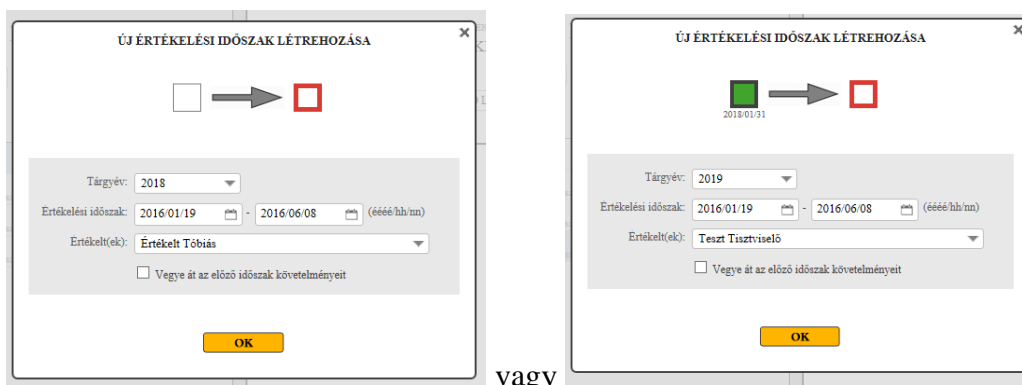 ÚJ ÉRTÉKELÉSI IDŐSZAK LÉTREHOZÁSA
Tárgyév: 2018
Értékelési időszak: 2016/01/19 - 2016/06/08 (éééé/hh/nn)
Értékelt(ek): Értékelt Tóbiás
Vegye át az előző időszak követelményeit
OK
vagy
ÚJ ÉRTÉKELÉSI IDŐSZAK LÉTREHOZÁSA
2018/01/31
Tárgyév: 2019
Értékelési időszak: 2016/01/19 - 2016/06/08 (éééé/hh/nn)
Értékelt(ek): Teszt Tisztviselő
Vegye át az előző időszak követelményeit
OK